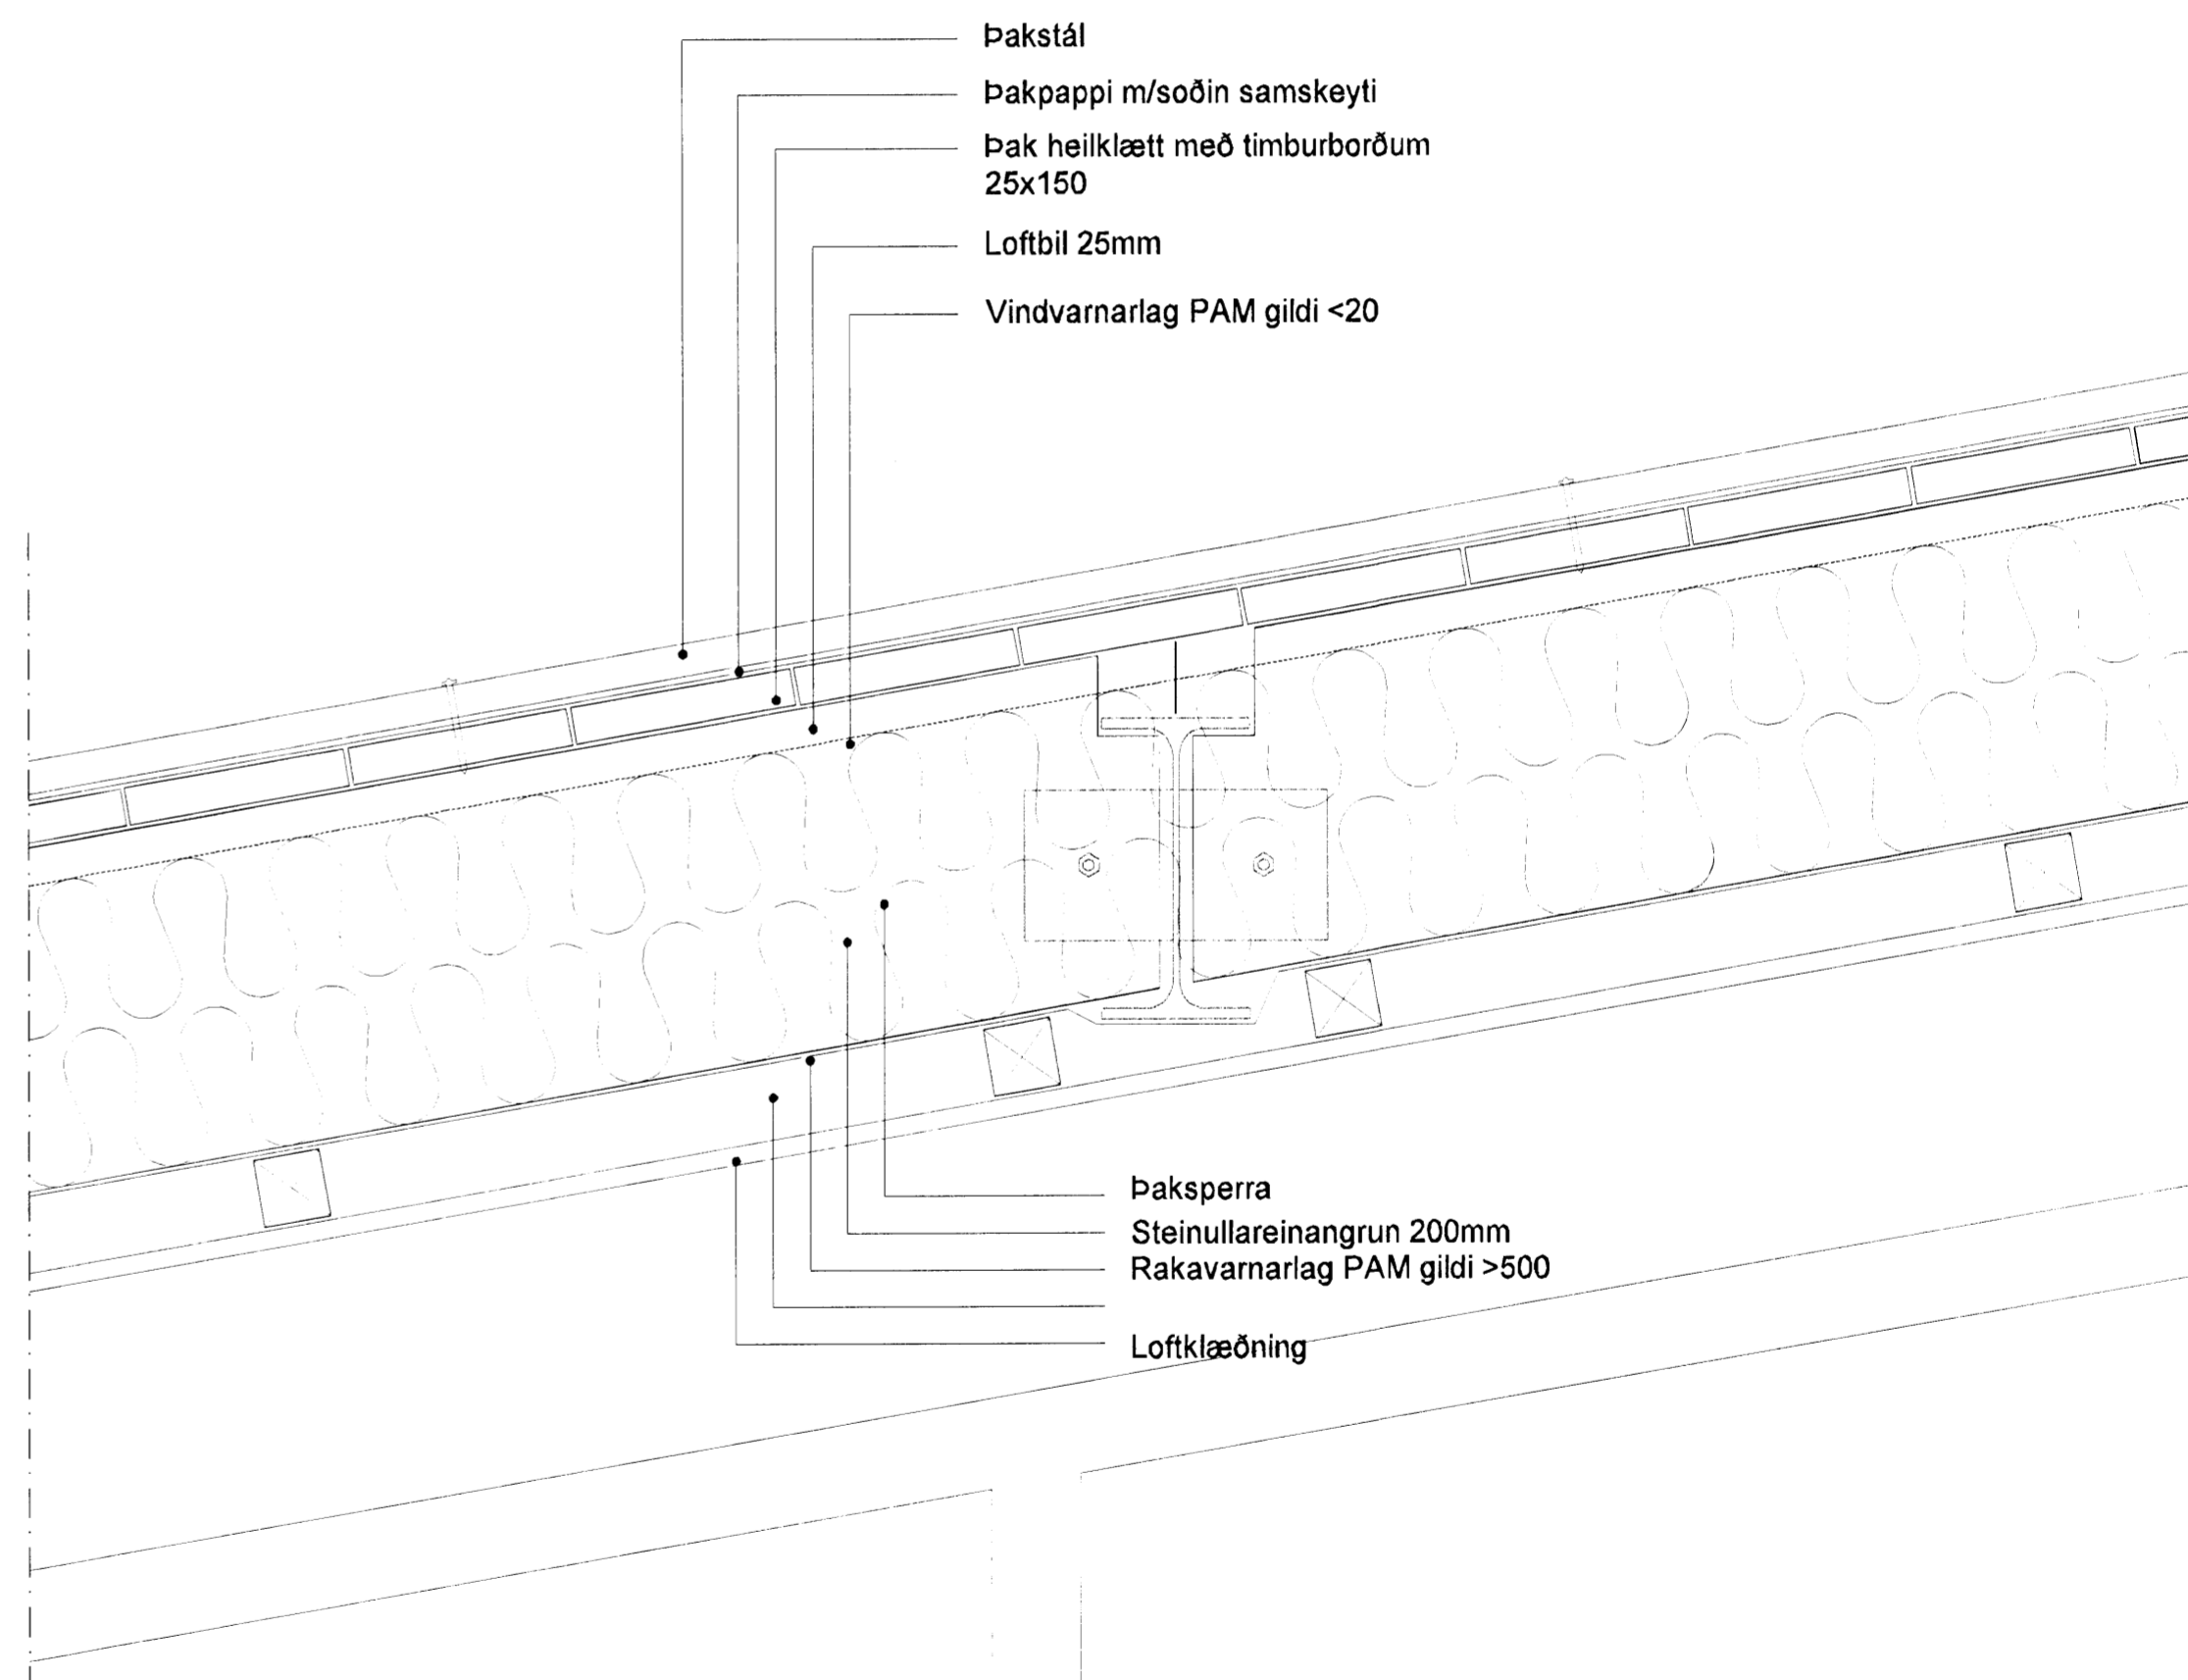 Þakstál
Þakpappi m/soðin samskeyti
Þak heilklætt með timburborðum
25x150
Loftbil 25mm
Vindvarnarlag PAM gildi <20
Þaksperra
Steinullareinangrun 200mm
Rakavarnarlag PAM gildi >500
Loftklæðning